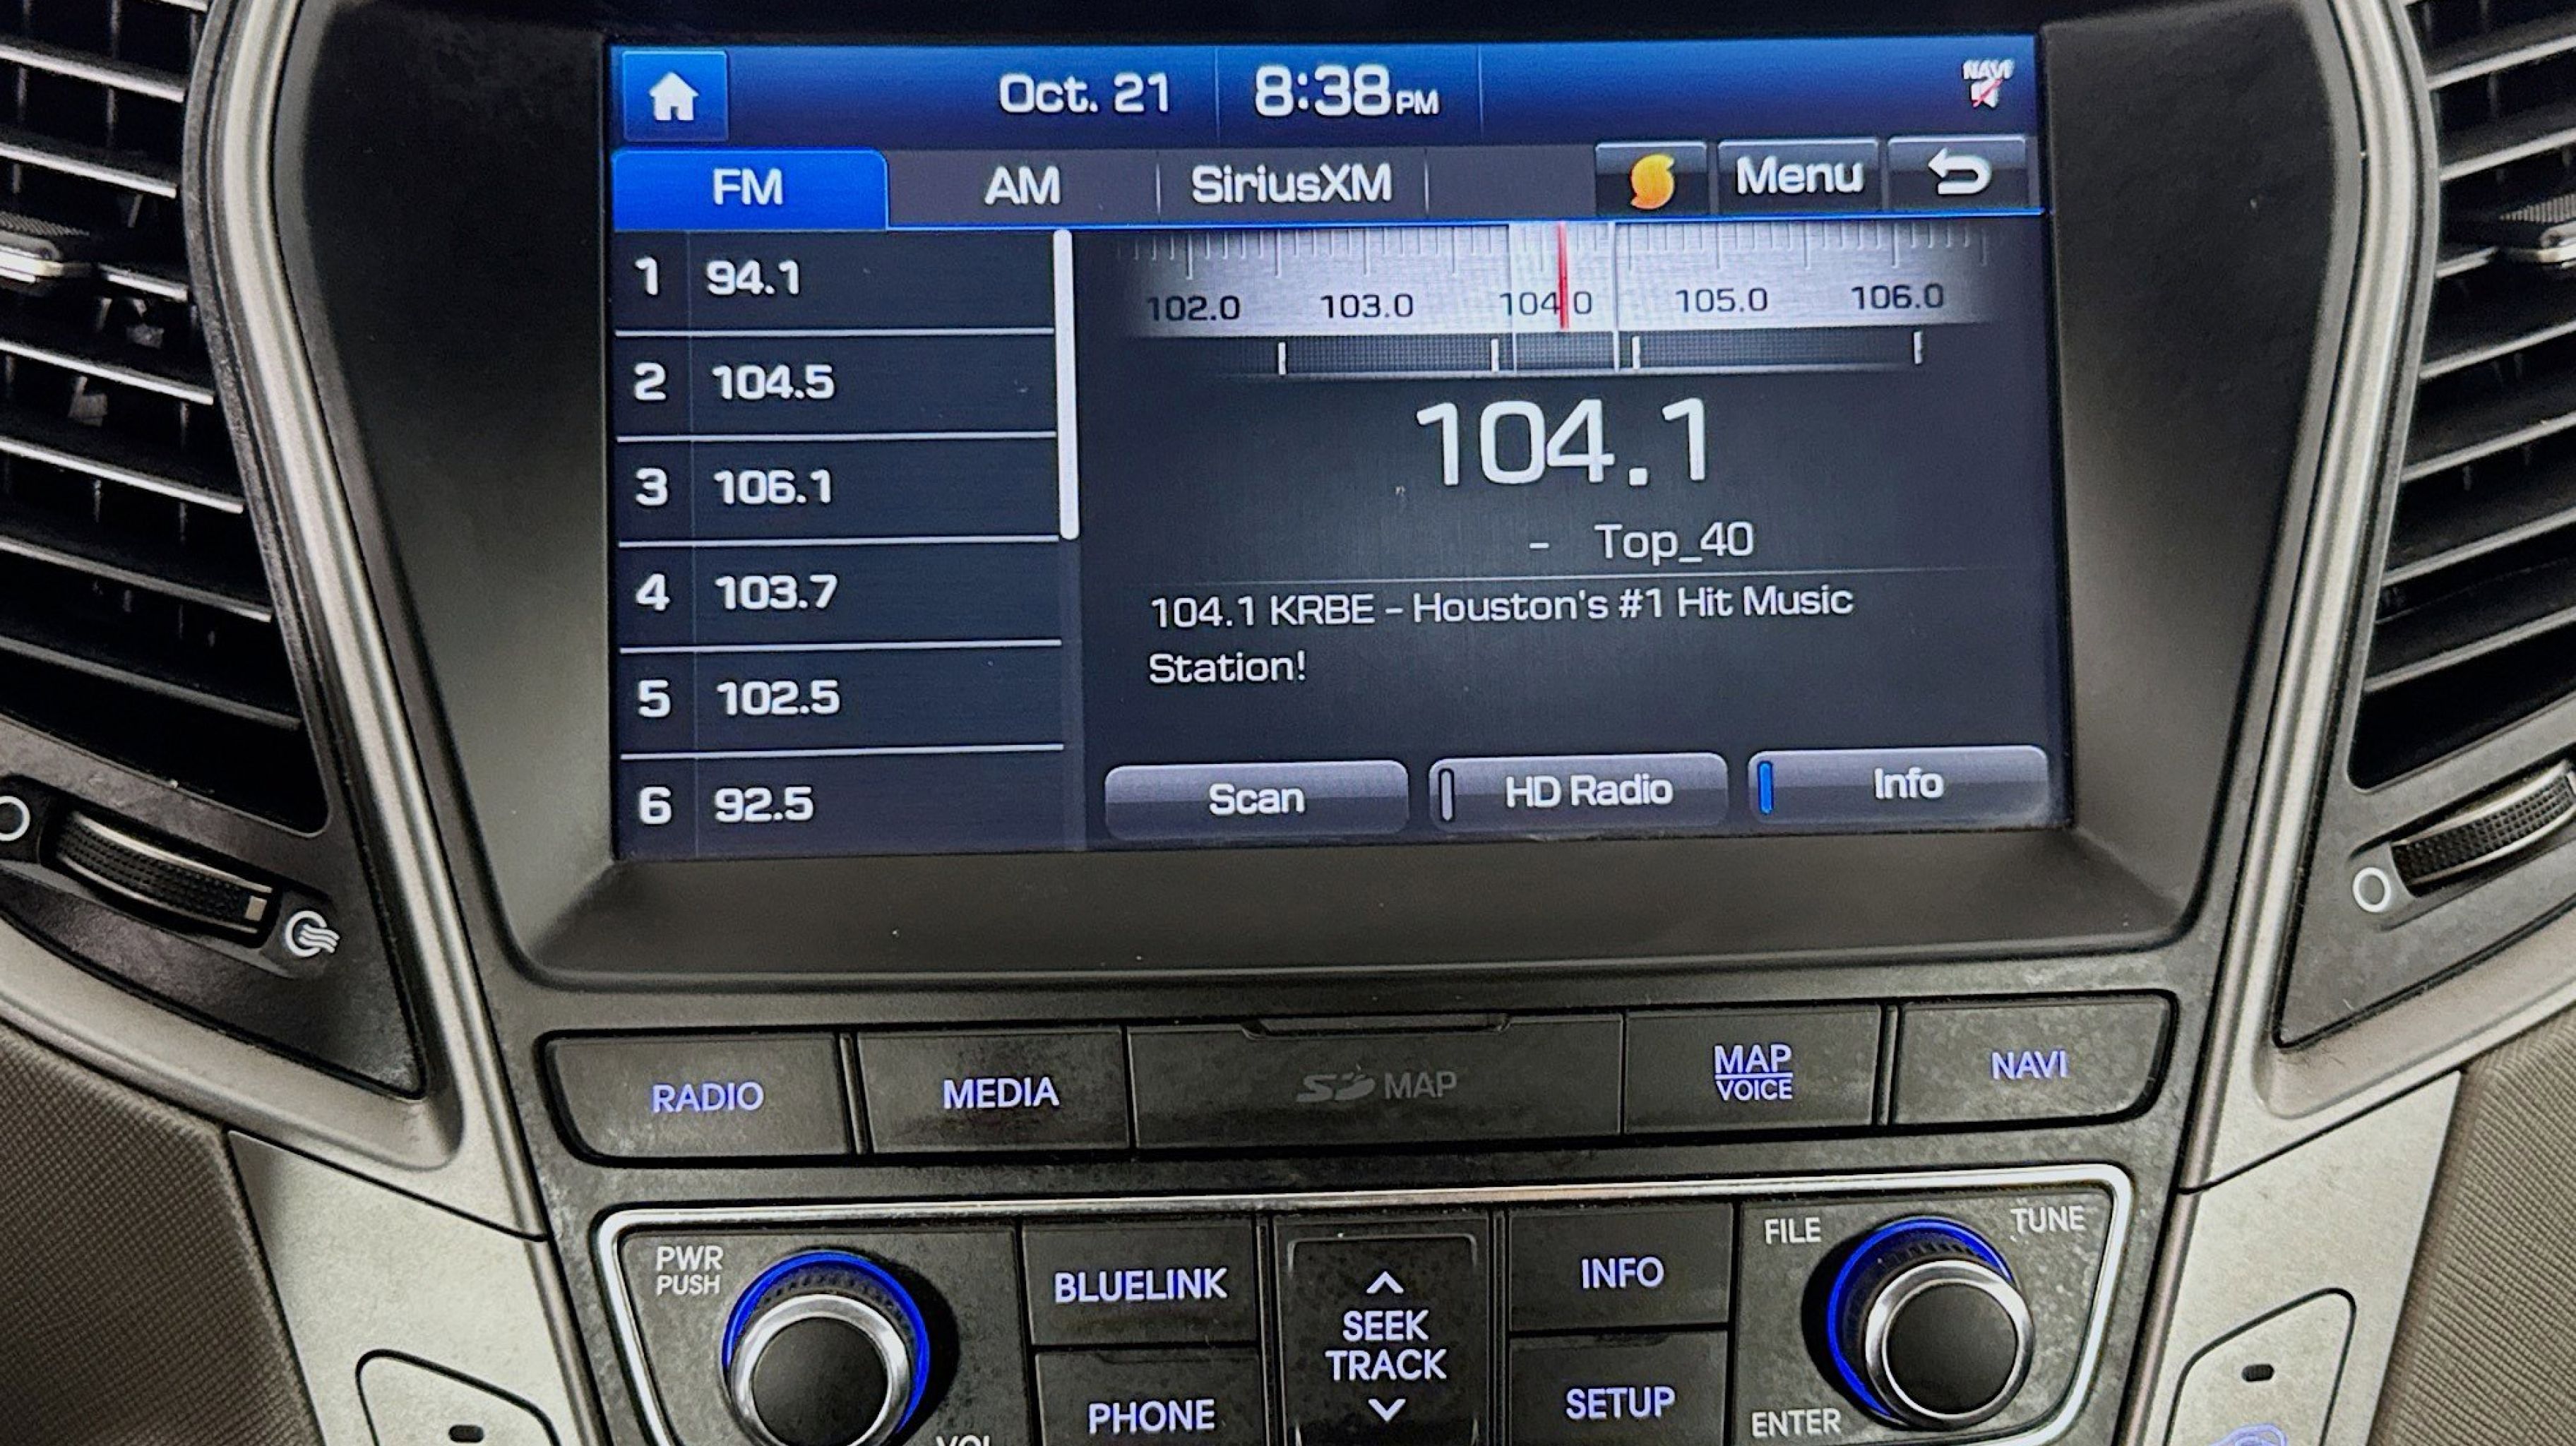 Oct. 21 8:38PM NAVI
FM AM SiriusXM Menu
1 94.1
2 104.5
3 106.1
4 103.7
5 102.5
6 92.5
102.0 103.0 104.0 105.0 106.0
104.1
- Top_40
104.1 KRBE - Houston's #1 Hit Music
Station!
Scan HD Radio Info
RADIO MEDIA SD MAP MAP VOICE NAVI
PWR
PUSH
VOL
BLUELINK
PHONE
SEEK
TRACK
INFO
SETUP
FILE
TUNE
ENTER